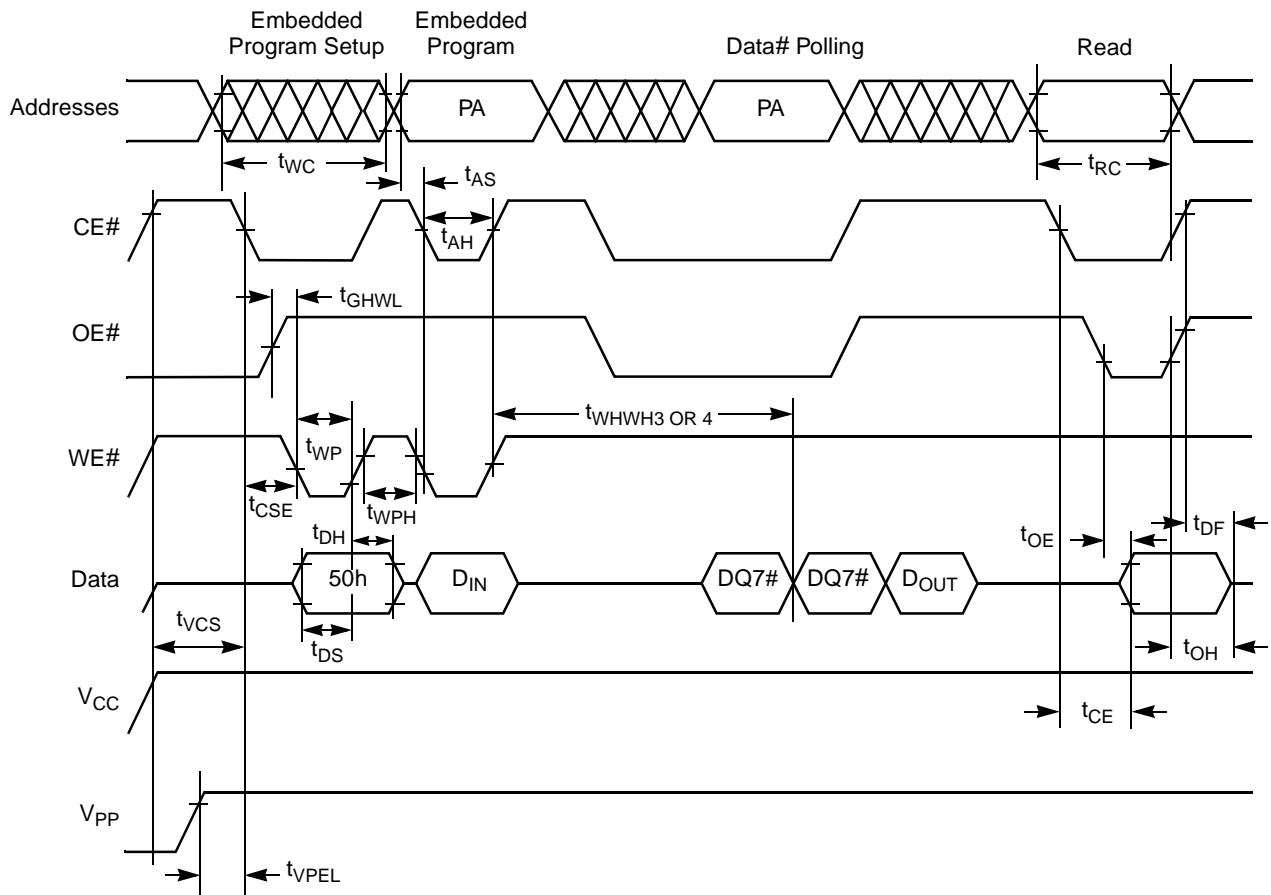 Embedded
Program Setup
Embedded
Program
Data# Polling
Read
Addresses
PA
PA
tWC
tAS
tRC
CE#
tAH
tGHWL
OE#
tWHWH3 OR 4
tWP
WE#
tCSE
tWPH
tDH
tOE
tDF
Data
50h
DIN
DQ7#
DQ7#
DOUT
tVCS
tDS
tOH
VCC
tCE
VPP
tVPEL